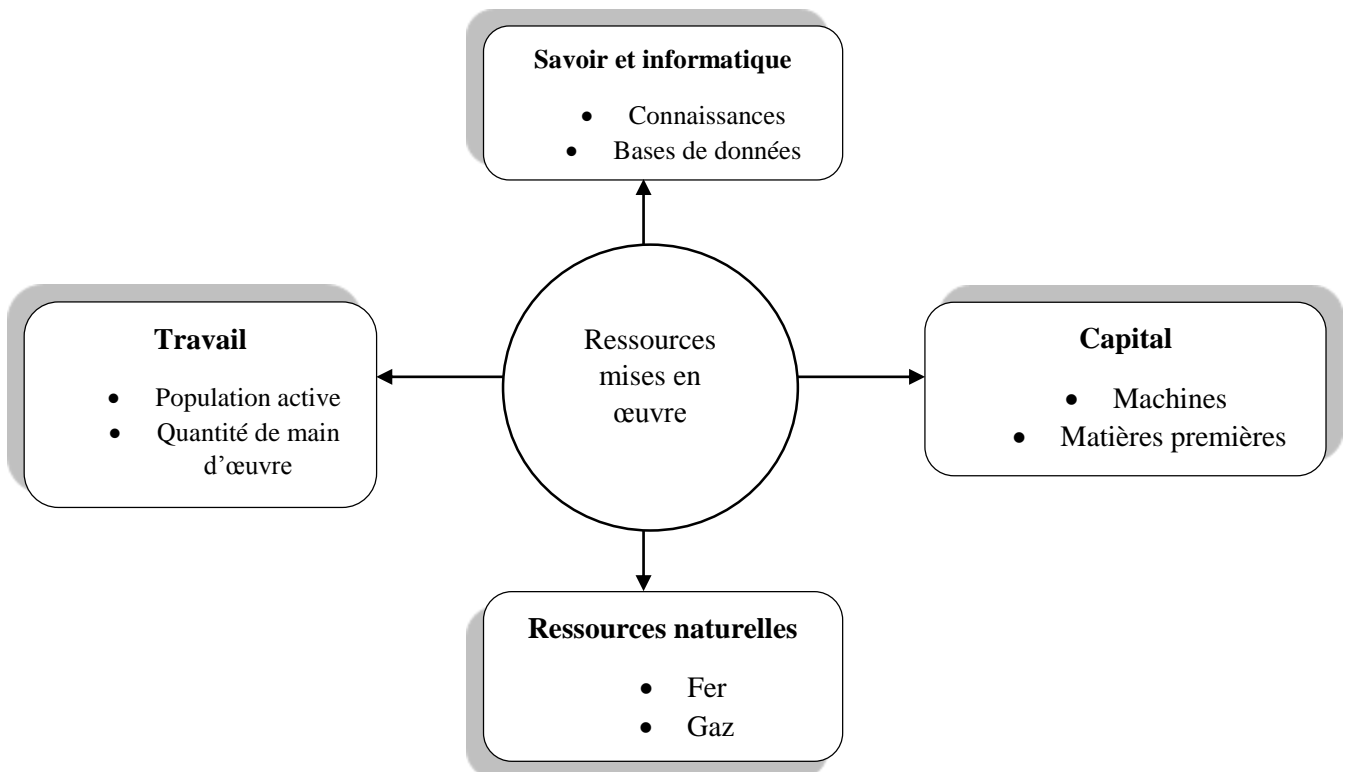 Savoir et informatique
• Connaissances
• Bases de données
Travail
• Population active
• Quantité de main
d’œuvre
Ressources
mises en
œuvre
Capital
• Machines
• Matières premières
Ressources naturelles
• Fer
• Gaz